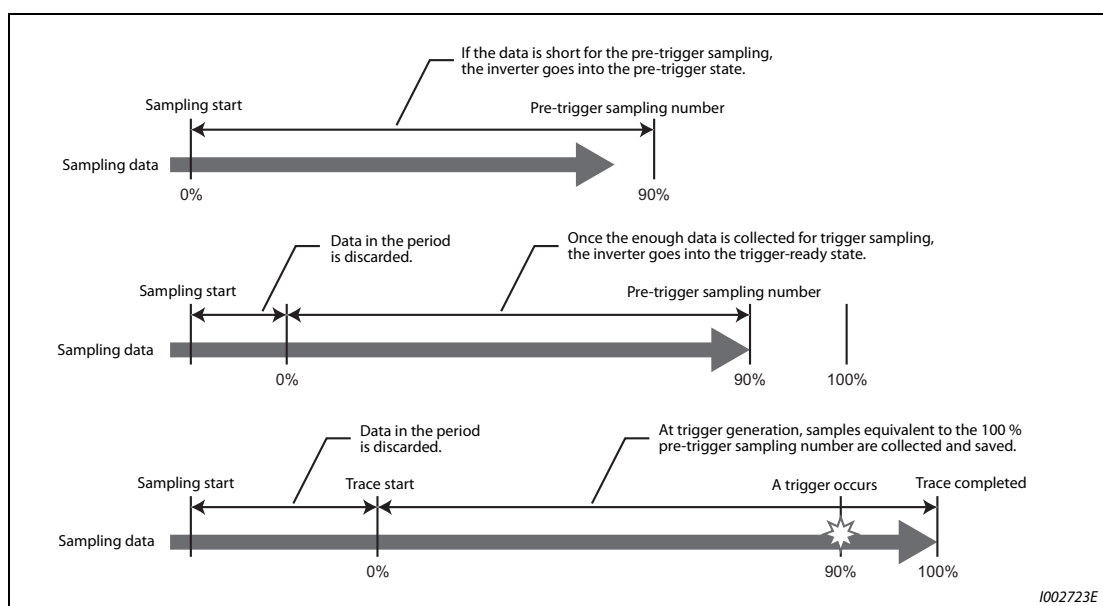 If the data is short for the pre-trigger sampling,
the inverter goes into the pre-trigger state.
Sampling start
Pre-trigger sampling number
Sampling data
0%
90%
Data in the period
is discarded.
Once the enough data is collected for trigger sampling,
the inverter goes into the trigger-ready state.
Sampling start
Pre-trigger sampling number
Sampling data
0%
90%
100%
Data in the period
is discarded.
At trigger generation, samples equivalent to the 100 %
pre-trigger sampling number are collected and saved.
Sampling start
Trace start
A trigger occurs
Trace completed
Sampling data
0%
90%
100%
I002723E